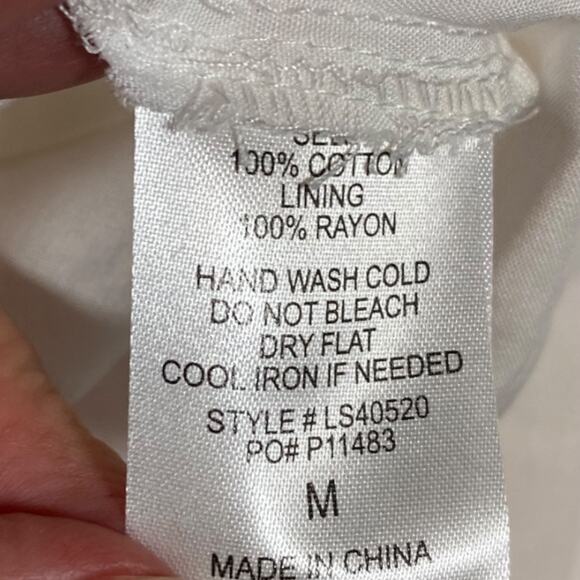 100% COTTON
LINING
100% RAYON
HAND WASH COLD
DO NOT BLEACH
DRY FLAT
COOL IRON IF NEEDED
STYLE# LS40520
PO# P11483
M
MADE IN CHINA